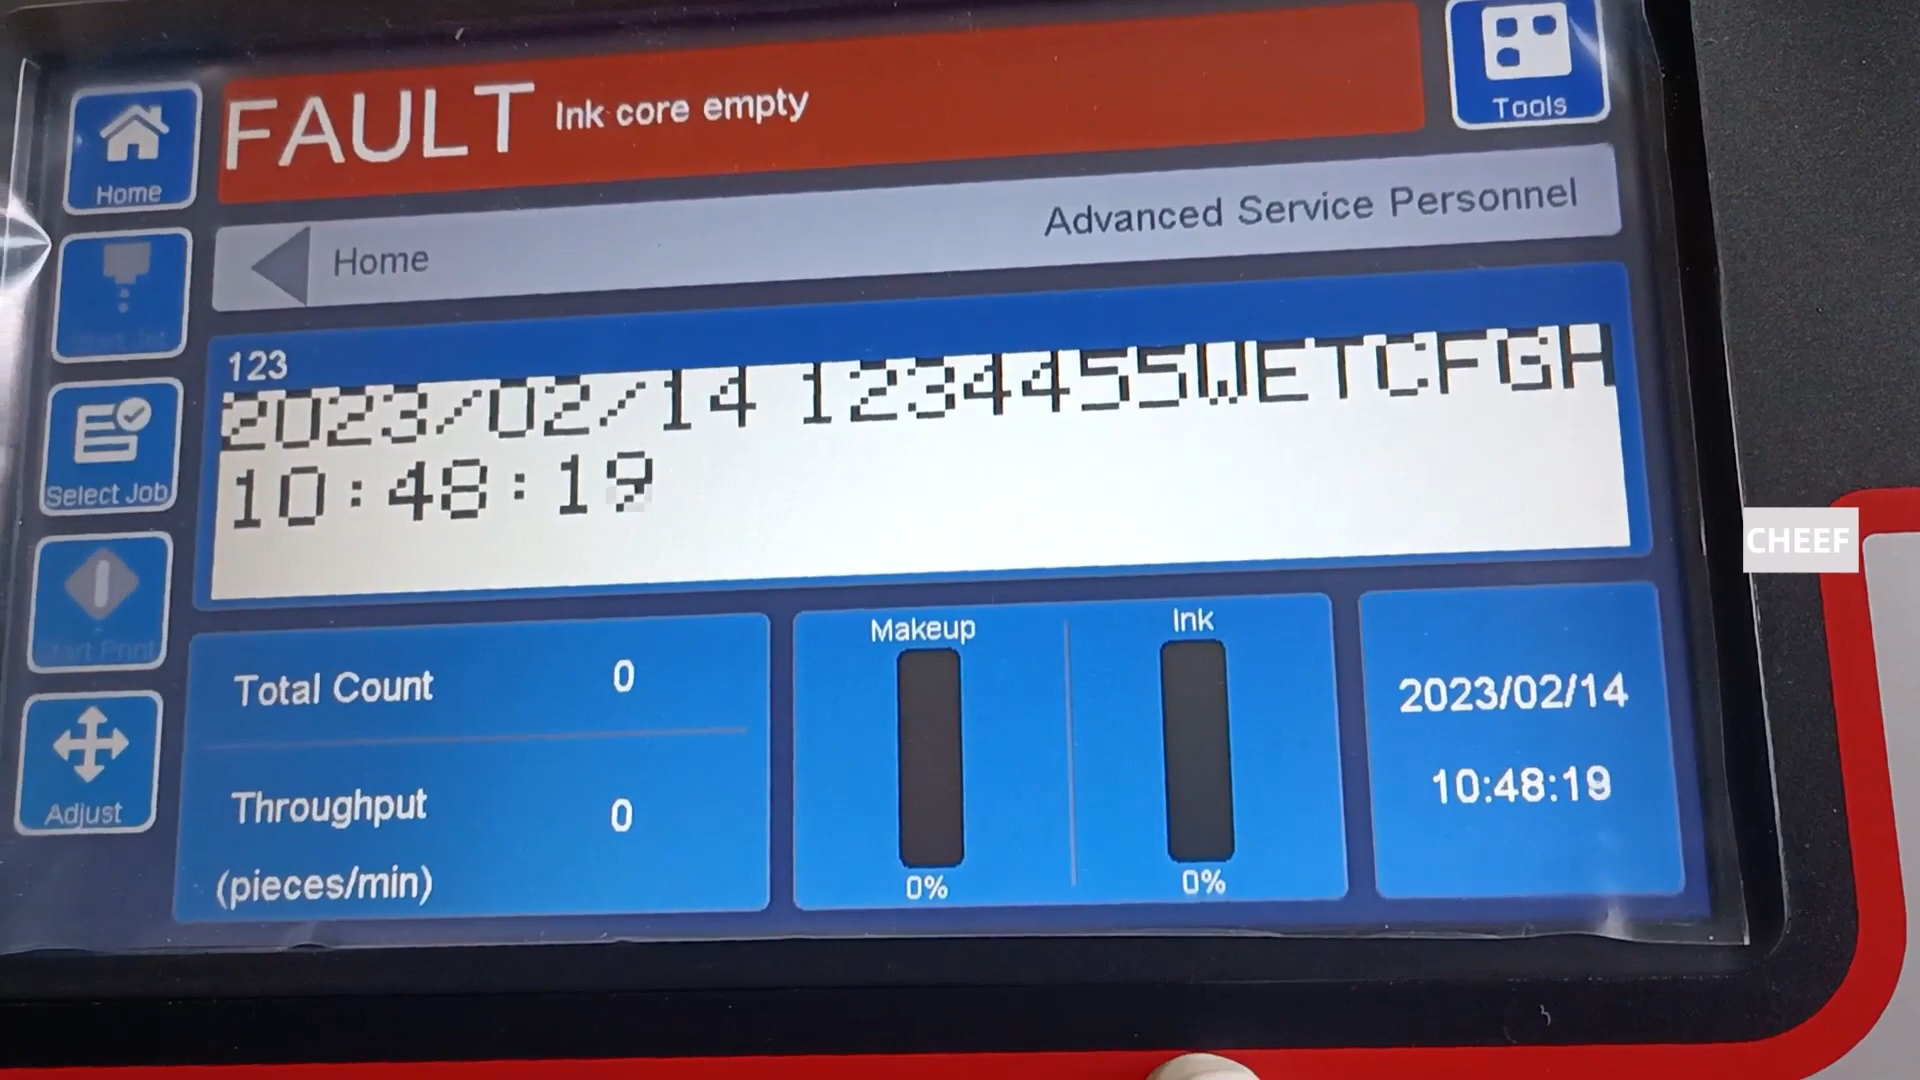 FAULT Ink core empty
Tools
Home
Home
Advanced Service Personnel
123
2023/02/14 1234455WETCFGH
10:48:19
Select Job
Start Print
Adjust
Total Count 0
Throughput 0
(pieces/min)
Makeup
0%
Ink
0%
2023/02/14
10:48:19
CHEEF